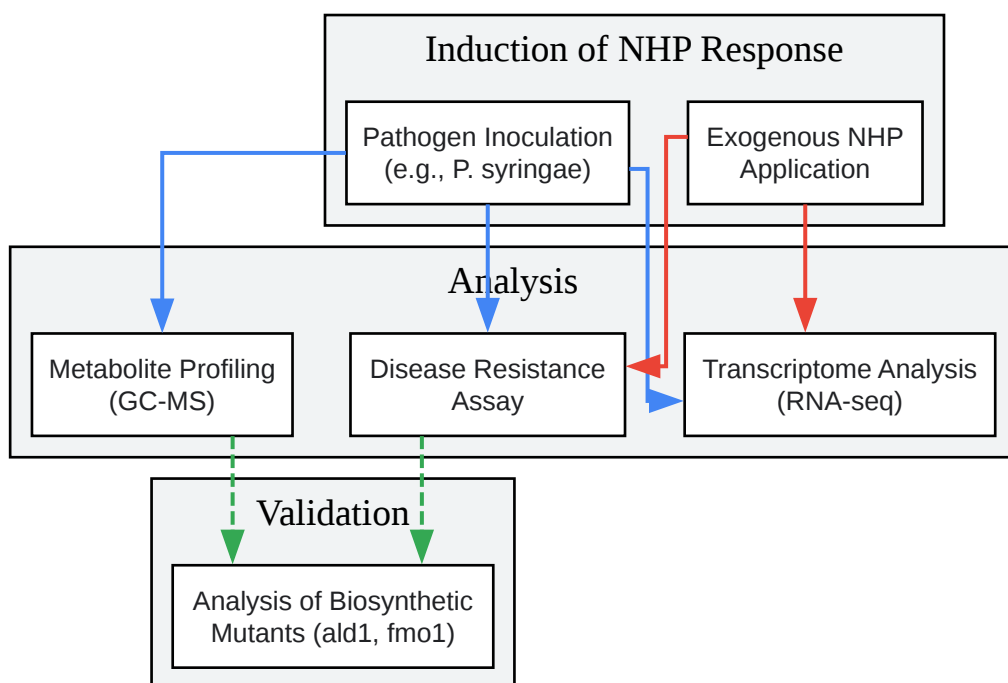 Induction of NHP Response
Pathogen Inoculation
(e.g., P. syringae)
Exogenous NHP
Application
Analysis
Metabolite Profiling
(GC-MS)
Disease Resistance
Assay
Transcriptome Analysis
(RNA-seq)
Validation
Analysis of Biosynthetic
Mutants (ald1, fmo1)